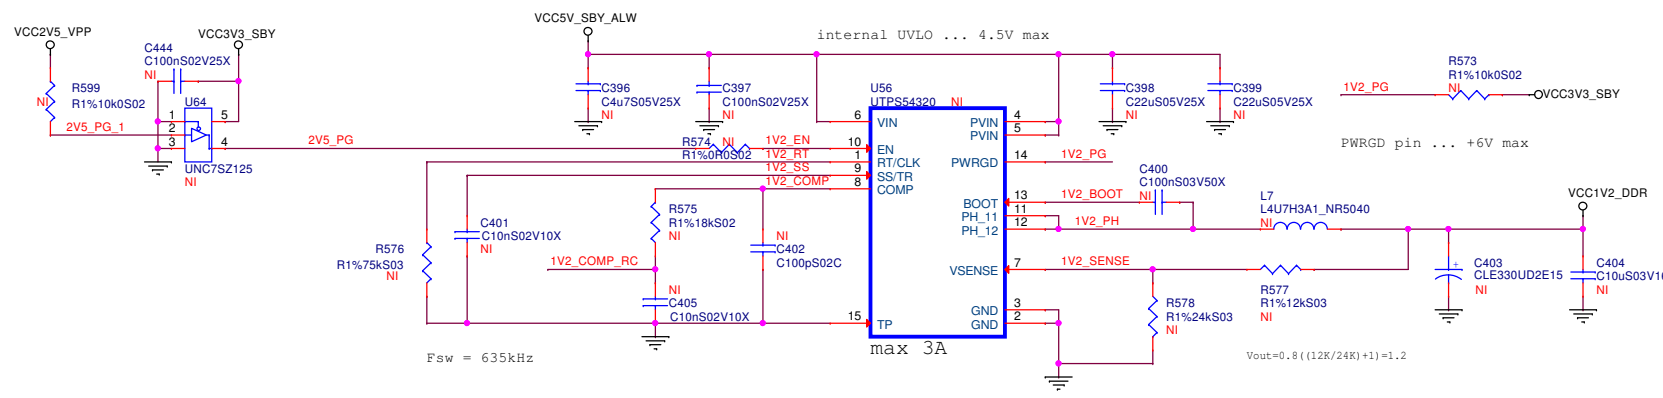 VCC2V5_VPP
VCC3V3_SBY
C444
C100nS02V25X
NI
R599
R1%10k0S02
NI
U64
1
2
3
5
4
2V5_PG_1
2V5_PG
UNC7SZ125
NI
VCC5V_SBY_ALW
internal UVLO ... 4.5V max
C396
C4u7S05V25X
NI
C397
C100nS02V25X
NI
U56
UTPS54320
NI
C398
C22uS05V25X
NI
C399
C22uS05V25X
NI
R573
R1%10k0S02
NI
1V2_PG
VCC3V3_SBY
PWRGD pin ... +6V max
R574
NI
R1%0R0S02
1V2_EN
1V2_RT
1V2_SS
1V2_COMP
6
VIN
10
EN
1
RT/CLK
9
SS/TR
8
COMP
15
TP
PVIN
4
PVIN
5
PWRGD
14
1V2_PG
BOOT
13
1V2_BOOT
PH_11
11
PH_12
12
1V2_PH
VSENSE
7
1V2_SENSE
GND
3
GND
2
C400
C100nS03V50X
NI
L7
L4U7H3A1_NR5040
NI
VCC1V2_DDR
R576
R1%75kS03
NI
C401
C10nS02V10X
NI
R575
R1%18kS02
NI
1V2_COMP_RC
NI
C402
C100pS02C
NI
C405
C10nS02V10X
R578
R1%24kS03
NI
R577
R1%12kS03
NI
+
C403
CLE330UD2E15
NI
C404
C10uS03V1
NI
max 3A
Fsw = 635kHz
Vout=0.8((12K/24K)+1)=1.2